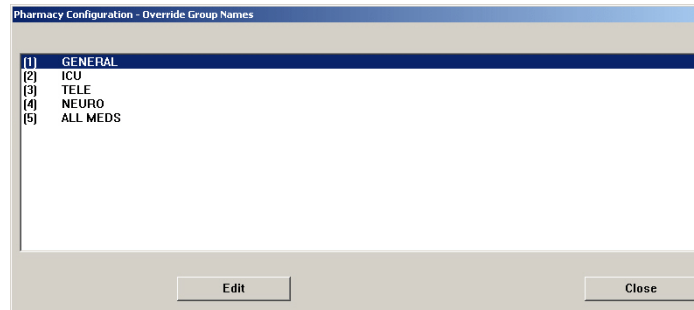 Pharmacy Configuration - Override Group Names
(1) GENERAL
(2) ICU
(3) TELE
(4) NEURO
(5) ALL MEDS
Edit Close